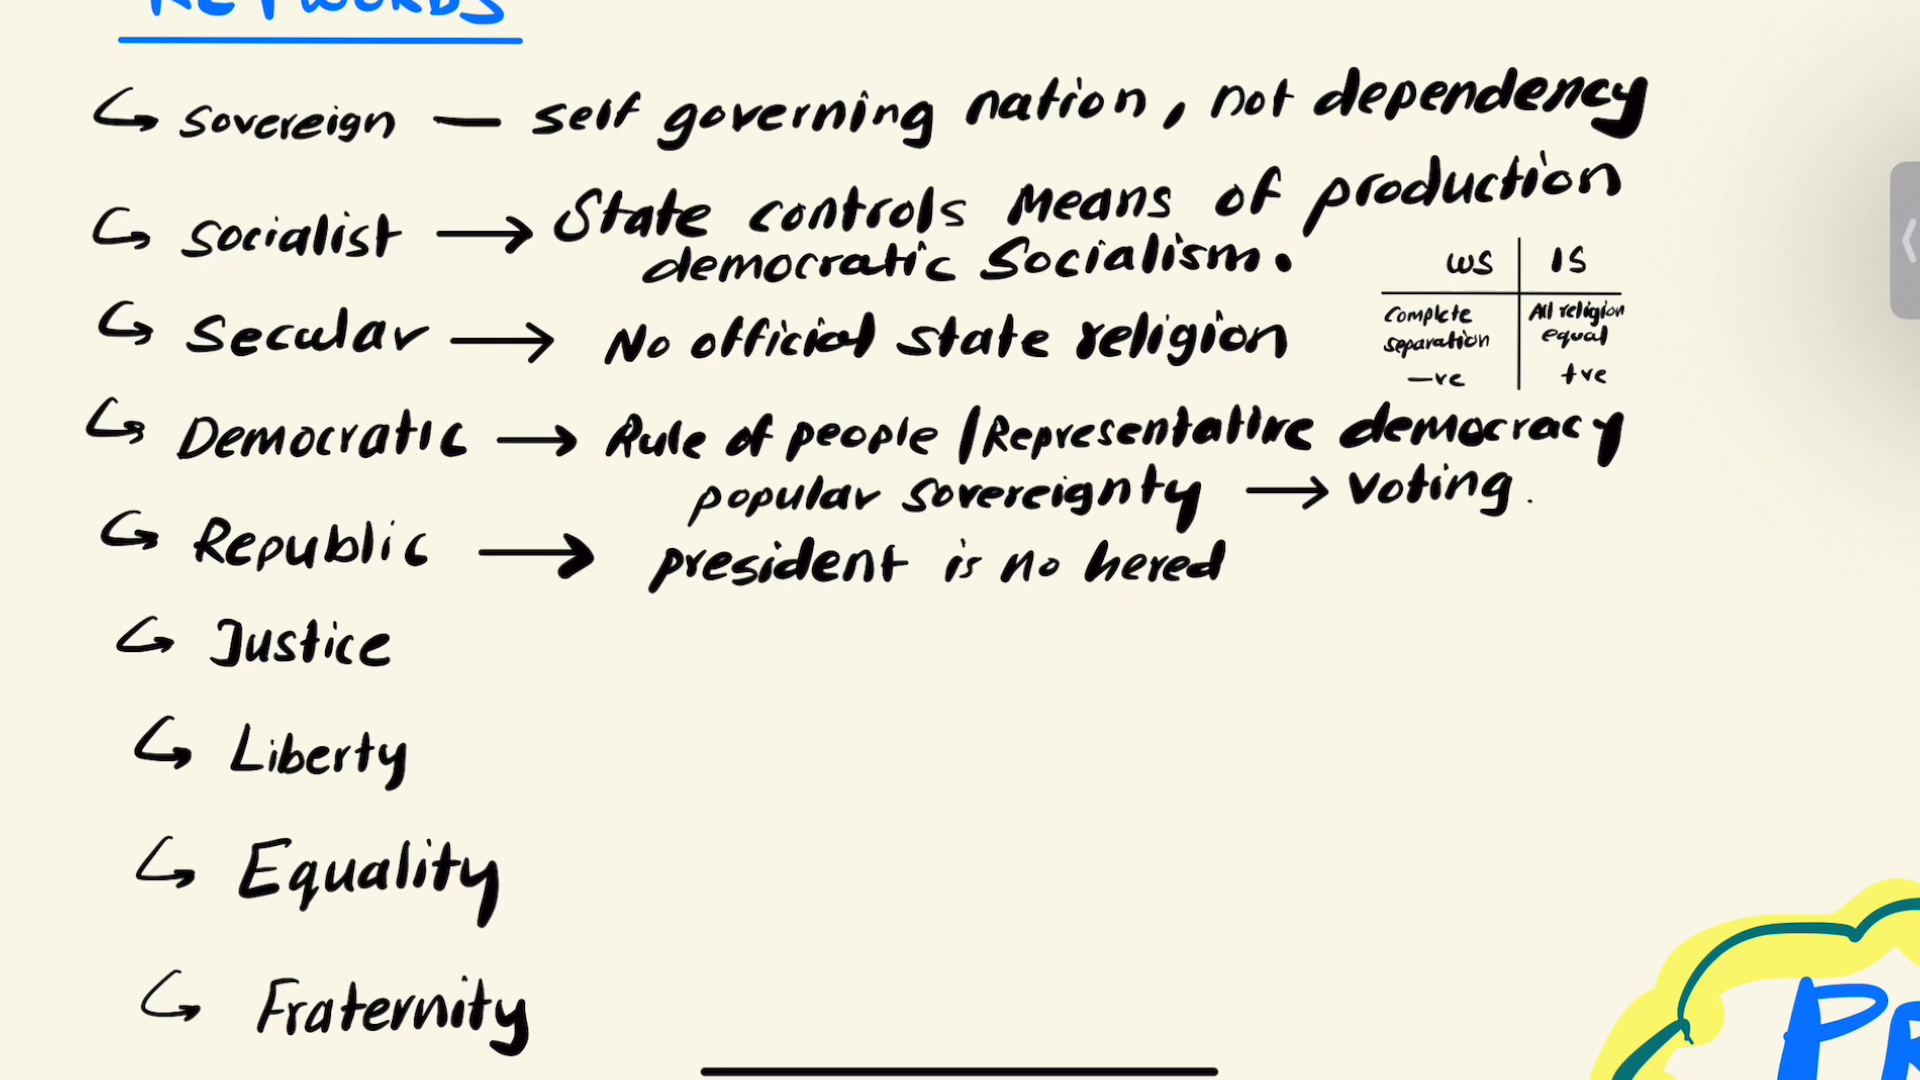 KEYWORDS
↳ Sovereign — self governing nation, not dependency
↳ Socialist → State controls Means of production
democratic Socialism.
WS | IS
Complete separation -ve | All religion equal +ve
↳ Secular → No official state religion
↳ Democratic → Rule of people / Representative democracy
popular sovereignty → voting.
↳ Republic → president is no hered
↳ Justice
↳ Liberty
↳ Equality
↳ Fraternity